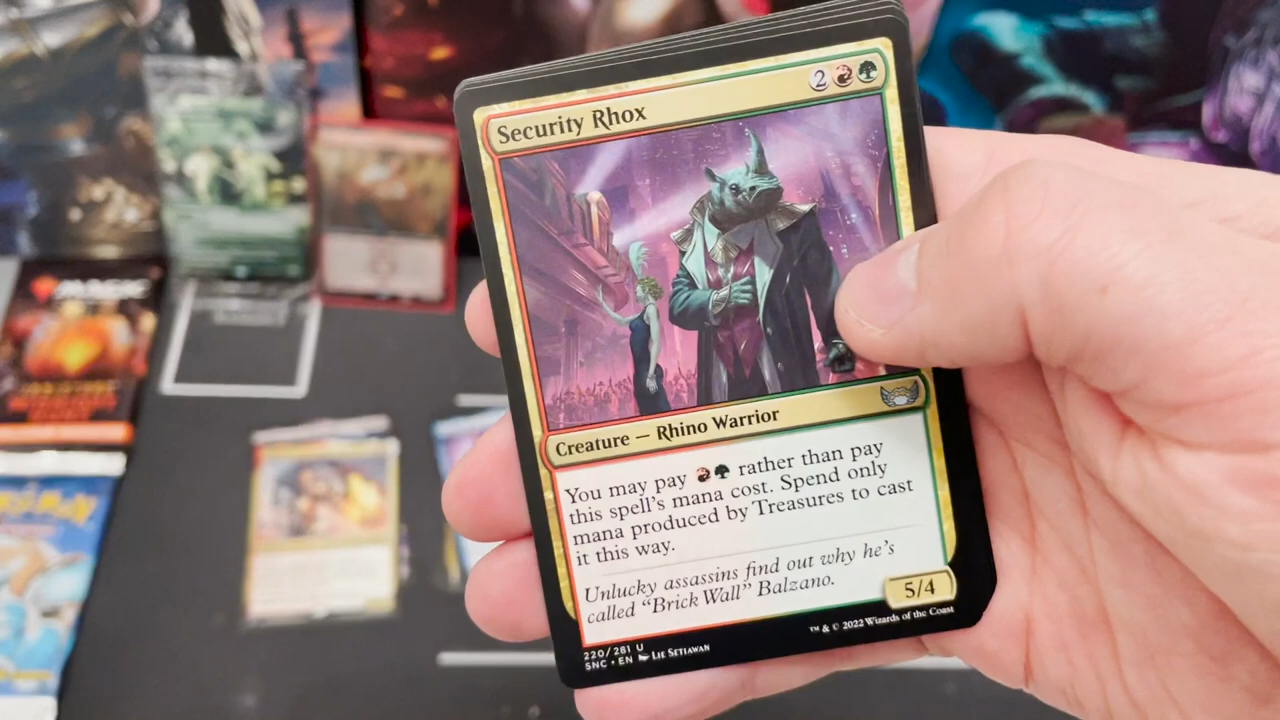 Security Rhox
2
Creature — Rhino Warrior
You may pay rather than pay
this spell's mana cost. Spend only
mana produced by Treasures to cast
it this way.
Unlucky assassins find out why he's
called “Brick Wall” Balzano.
5/4
220/281 U
SNC • EN Lie Setiawan
™ & © 2022 Wizards of the Coast
MAGIC